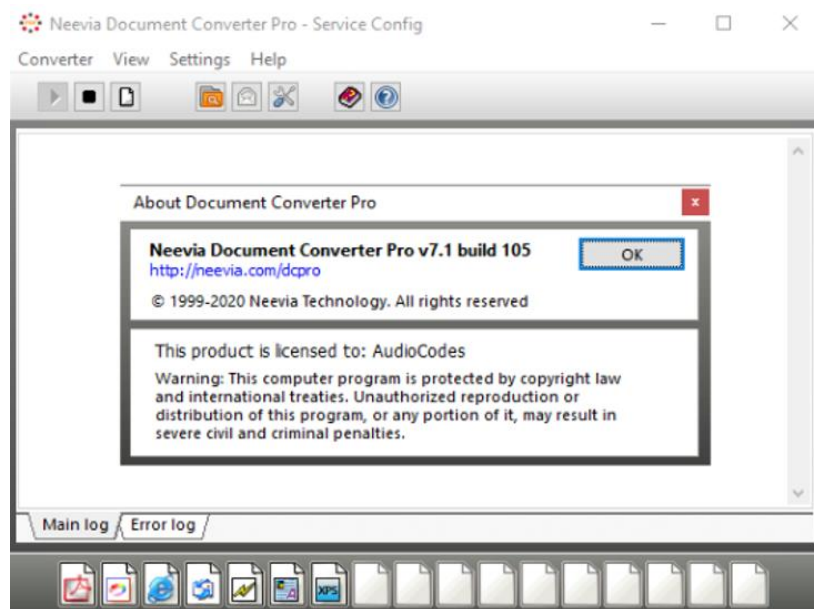 Neevia Document Converter Pro - Service Config
Converter View Settings Help
About Document Converter Pro
x
Neevia Document Converter Pro v7.1 build 105
OK
http://neevia.com/dcpro
© 1999-2020 Neevia Technology. All rights reserved
This product is licensed to: AudioCodes
Warning: This computer program is protected by copyright law
and international treaties. Unauthorized reproduction or
distribution of this program, or any portion of it, may result in
severe civil and criminal penalties.
Main log Error log
XPS